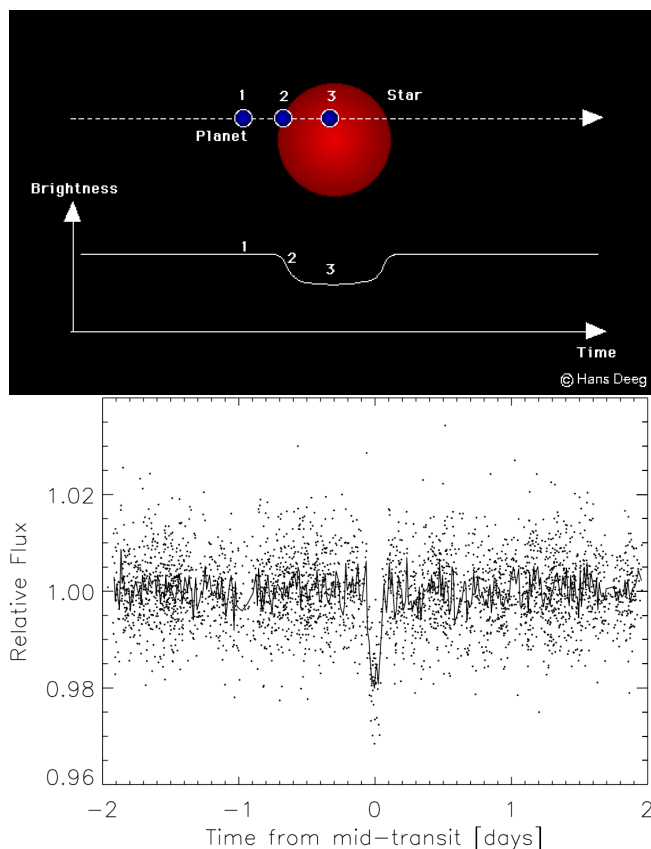 1 2 3 Star
Planet
Brightness
1
2
3
Time
© Hans Deeg
Relative Flux
1.02
1.00
0.98
0.96
-2 -1 0 1 2
Time from mid-transit [days]